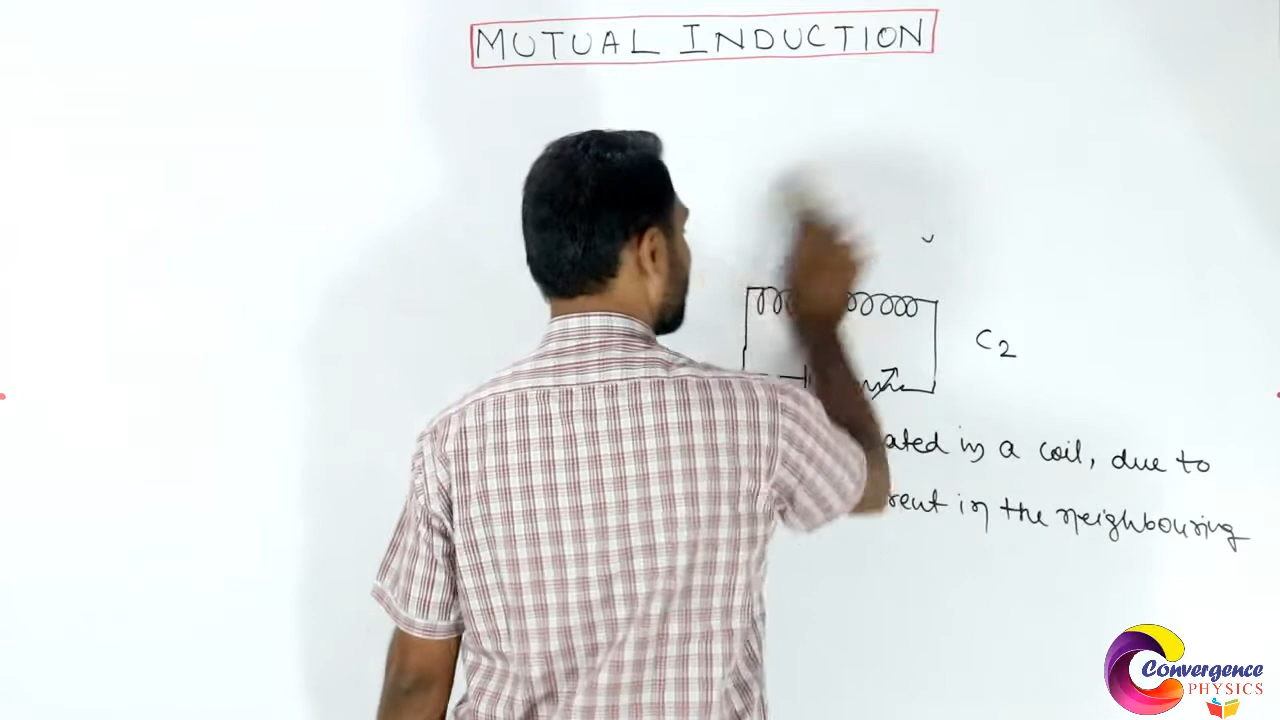 MUTUAL INDUCTION
C2
ated in a coil, due to
rent in the neighbouring
Convergence
PHYSICS